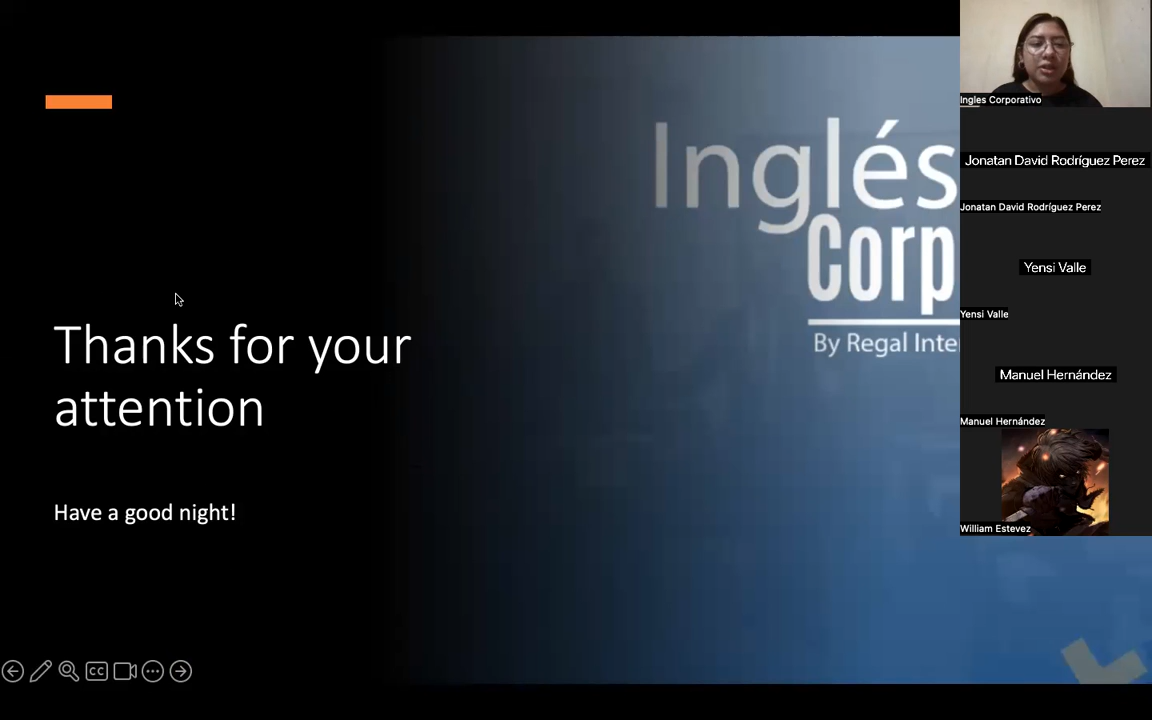 Inglés
Corp
By Regal Inte
Thanks for your
attention
Have a good night!
CC
Ingles Corporativo
Jonatan David Rodríguez Perez
Jonatan David Rodríguez Perez
Yensi Valle
Yensi Valle
Manuel Hernández
Manuel Hernández
William Estevez